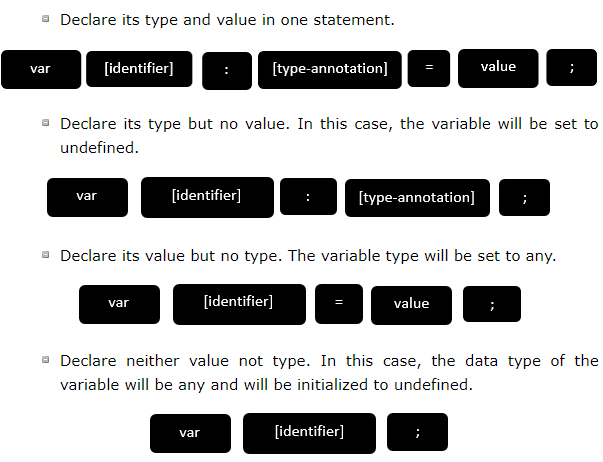 Declare its type and value in one statement.
var [identifier] : [type-annotation] = value ;
Declare its type but no value. In this case, the variable will be set to
undefined.
var [identifier] : [type-annotation] ;
Declare its value but no type. The variable type will be set to any.
var [identifier] = value ;
Declare neither value not type. In this case, the data type of the
variable will be any and will be initialized to undefined.
var [identifier] ;